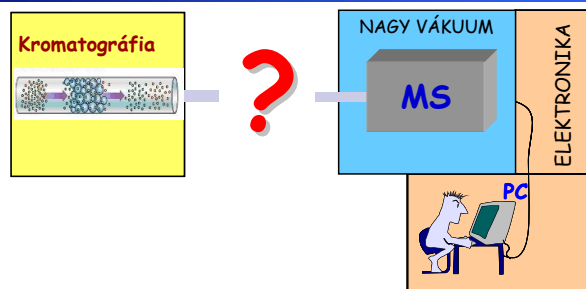 Kromatográfia
?
NAGY VÁKUUM
MS
ELEKTRONIKA
PC